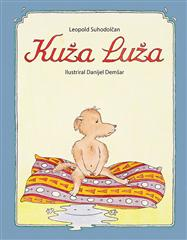 Leopold Suhodolčan
Kuža Luža
Ilustriral Danijel Demšar